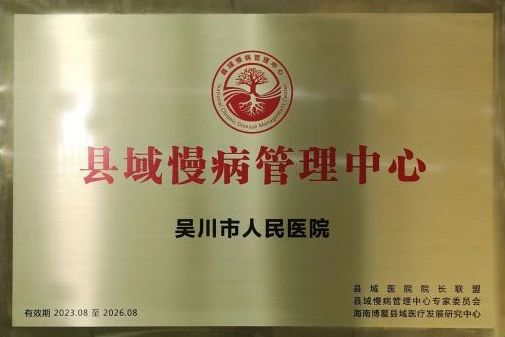 县域慢病管理中心
National Chronic Disease Management Center
县域慢病管理中心
吴川市人民医院
县域医院院长联盟
县域慢病管理中心专家委员会
有效期 2023.08 至 2026.08
海南博鳌县域医疗发展研究中心